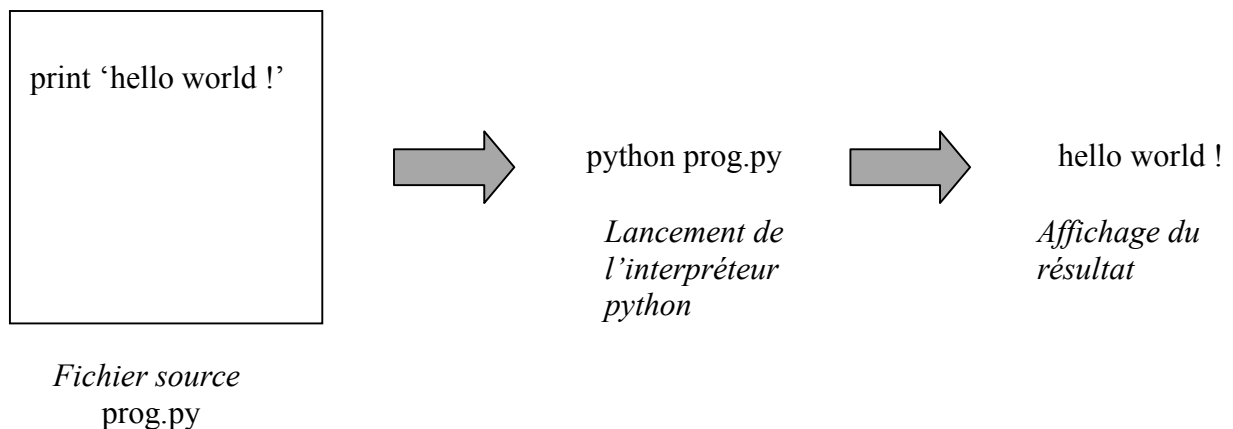 print ‘hello world !’
python prog.py
hello world !
Lancement de
l’interpréteur
python
Affichage du
résultat
Fichier source
prog.py